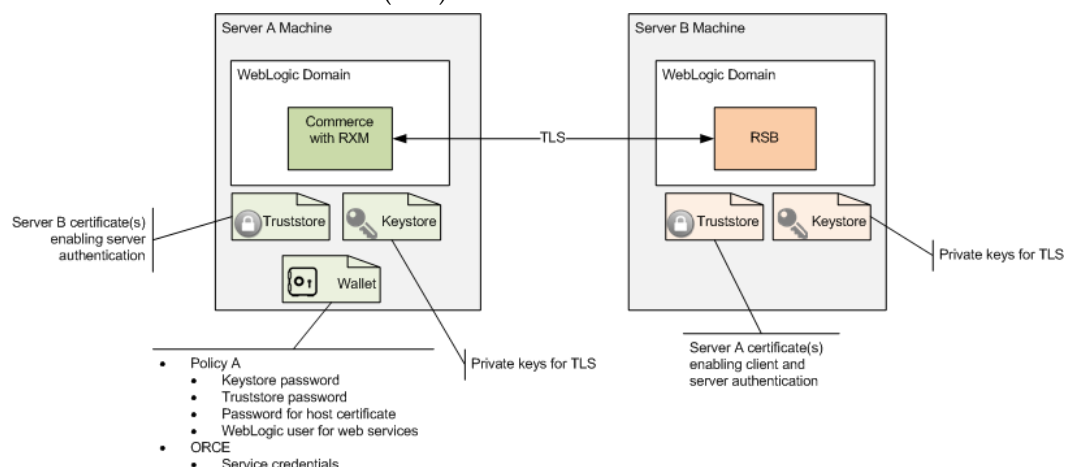 Server A Machine
WebLogic Domain
Commerce
with RXM
TLS
Server B Machine
WebLogic Domain
RSB
Server B certificate(s)
enabling server
authentication
Truststore
Keystore
Wallet
Truststore
Keystore
Private keys for TLS
Private keys for TLS
Server A certificate(s)
enabling client and
server authentication
• Policy A
• Keystore password
• Truststore password
• Password for host certificate
• WebLogic user for web services
• ORCE
• Service credentials